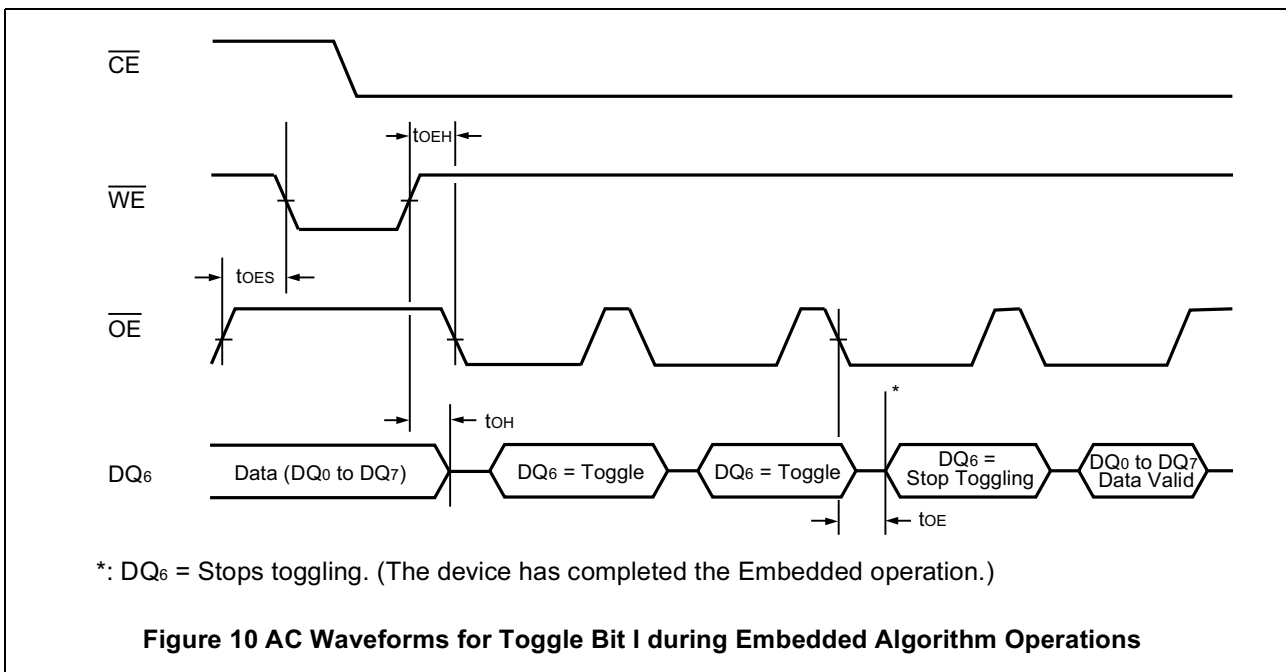 CE
tOEH
WE
tOES
OE
*
tOH
DQ6
Data (DQ0 to DQ7)
DQ6 = Toggle
DQ6 = Toggle
DQ6 =
Stop Toggling
DQ0 to DQ7
Data Valid
tOE
*: DQ6 = Stops toggling. (The device has completed the Embedded operation.)
Figure 10 AC Waveforms for Toggle Bit I during Embedded Algorithm Operations